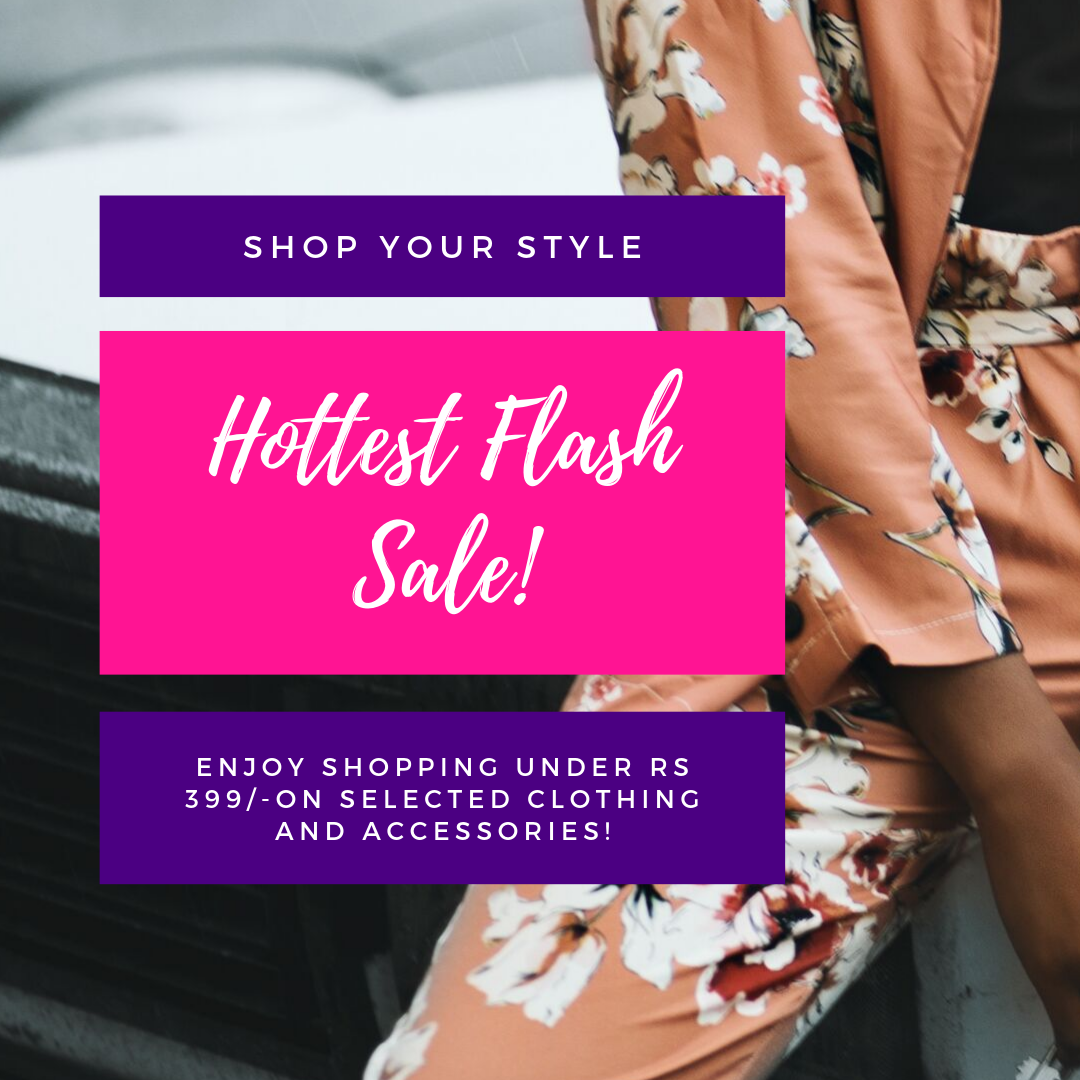 SHOP YOUR STYLE
Hottest Flash
Sale!
ENJOY SHOPPING UNDER RS
399/-ON SELECTED CLOTHING
AND ACCESSORIES!